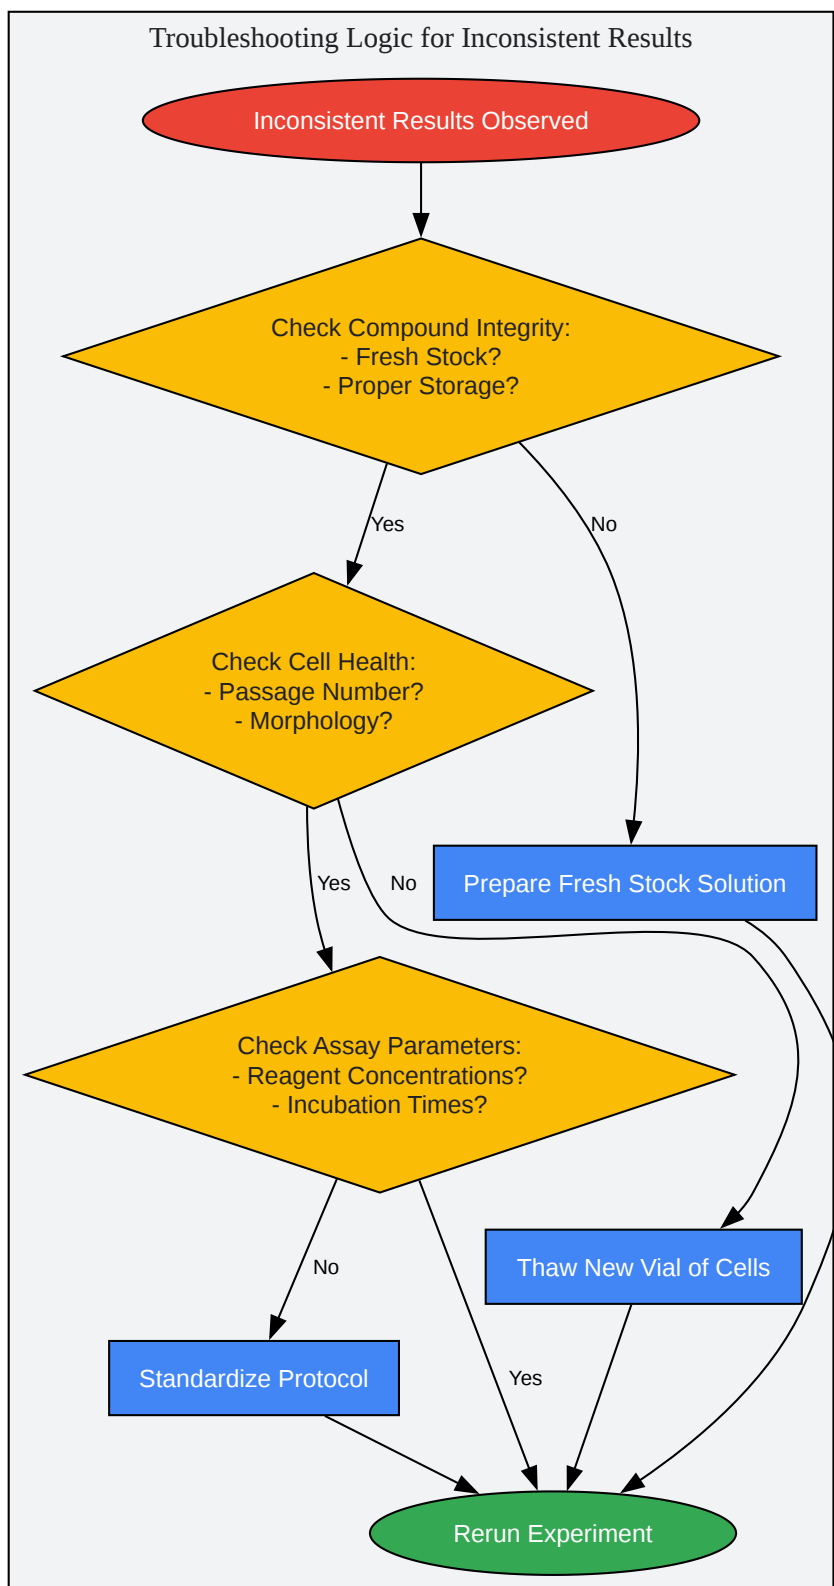 Troubleshooting Logic for Inconsistent Results
Inconsistent Results Observed
Check Compound Integrity:
- Fresh Stock?
- Proper Storage?
Yes
No
Check Cell Health:
- Passage Number?
- Morphology?
Yes
No
Prepare Fresh Stock Solution
Check Assay Parameters:
- Reagent Concentrations?
- Incubation Times?
No
Thaw New Vial of Cells
Standardize Protocol
Yes
Rerun Experiment